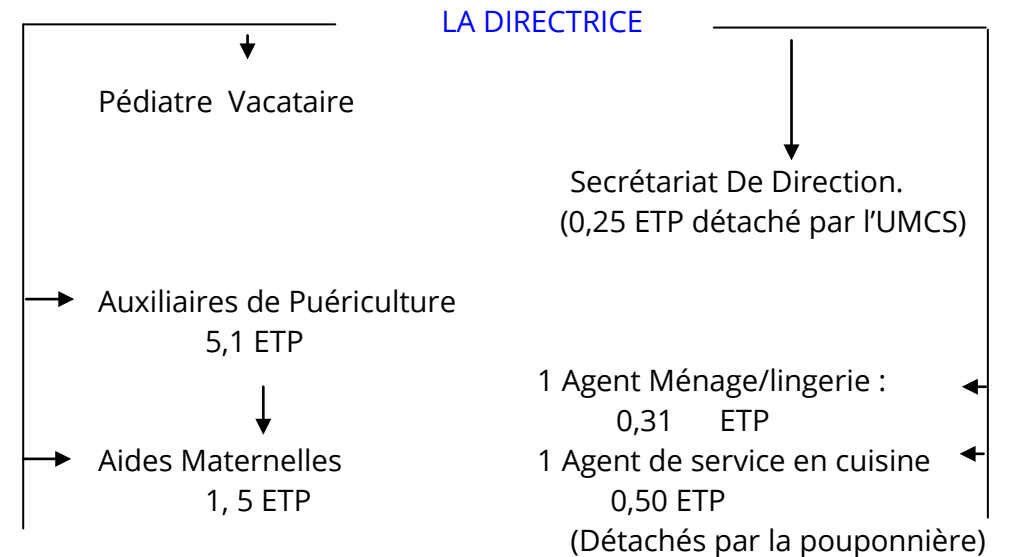 LA DIRECTRICE
Pédiatre Vacataire
Secrétariat De Direction.
(0,25 ETP détaché par l’UMCS)
Auxiliaires de Puériculture
5,1 ETP
Aides Maternelles
1, 5 ETP
1 Agent Ménage/lingerie :
0,31 ETP
1 Agent de service en cuisine
0,50 ETP
(Détachés par la pouponnière)